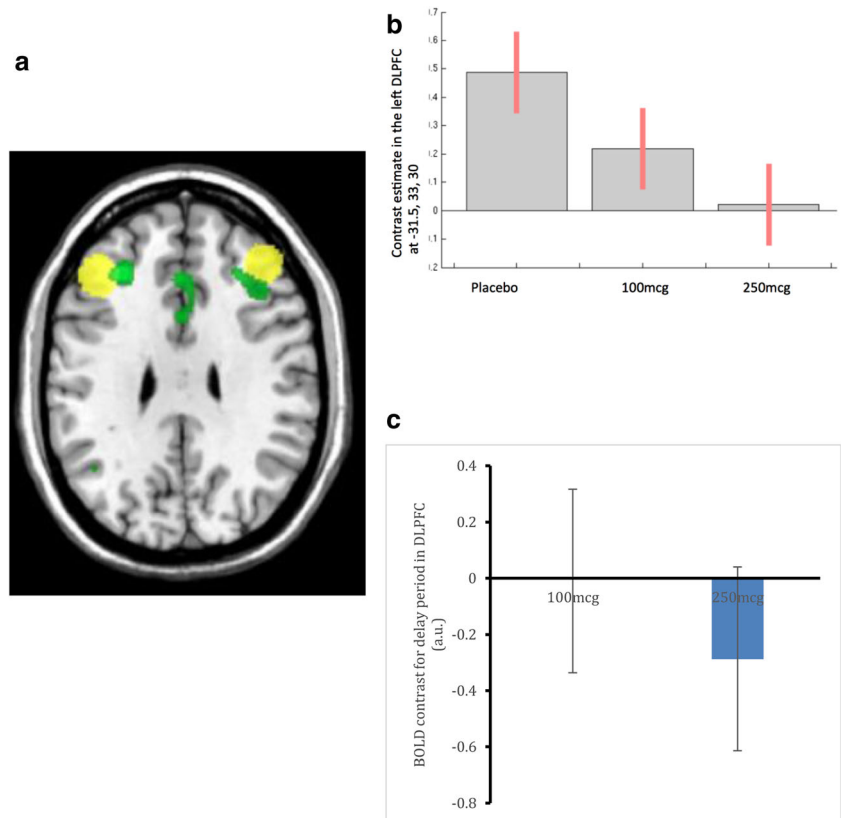 a
b
Contrast estimate in the left DLPFC
at -31.5, 33, 30
).7
).6
).5
).4
).3
).2
).1
0
).1
).2
Placebo 100mcg 250mcg
c
BOLD contrast for delay period in DLPFC
(a.u.)
0.4
0.2
0
-0.2
-0.4
-0.6
-0.8
100mcg 250mcg